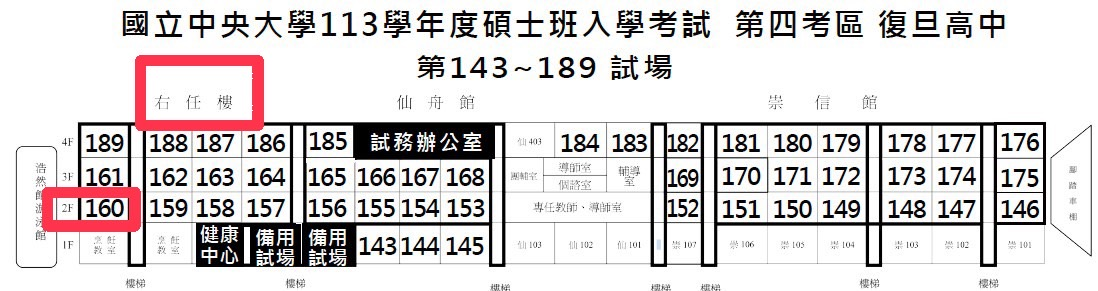 國立中央大學113學年度碩士班入學考試 第四考區 復旦高中
第143~189 試場
右任樓 仙舟館 崇信館
4F 189 188 187 186 185 試務辦公室 仙403 184 183 182 181 180 179 178 177 176
3F 161 162 163 164 165 166 167 168 團輔室 導師室 個諮室 輔導室 169 170 171 172 173 174 175
2F 160 159 158 157 156 155 154 153 專任教師、導師室 152 151 150 149 148 147 146
1F 烹飪教室 烹飪教室 健康中心 備用試場 備用試場 143 144 145 仙103 仙102 仙101 崇107 崇106 崇105 崇104 崇103 崇102 崇101
浩然館游泳館
腳踏車棚
樓梯 樓梯 樓梯 樓梯 樓梯 樓梯 樓梯